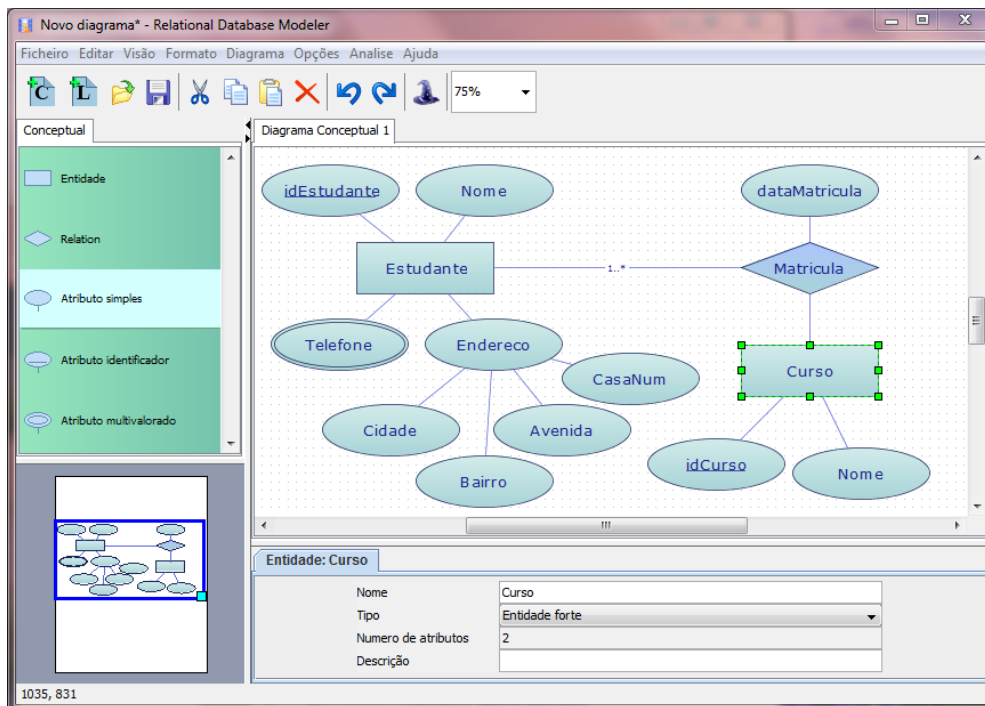 Novo diagrama* - Relational Database Modeler
Ficheiro Editar Visão Formato Diagrama Opções Analise Ajuda
C L 75%
Conceptual
Diagrama Conceptual 1
Entidade
Relation
Atributo simples
Atributo identificador
Atributo multivalorado
idEstudante Nome dataMatricula
Estudante 1..* Matricula
Telefone Endereco
CasaNum Curso
Cidade Avenida
idCurso Nome
Bairro
Entidade: Curso
Nome Curso
Tipo Entidade forte
Numero de atributos 2
Descrição
1035, 831